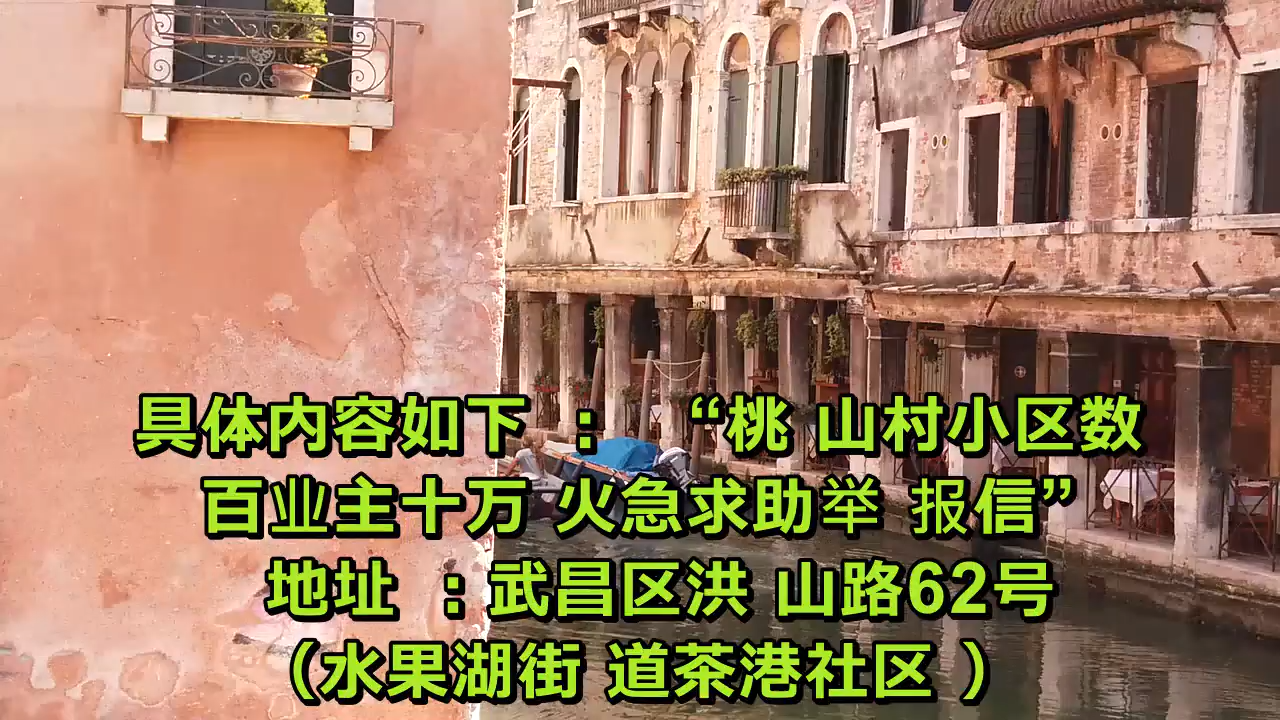 具体内容如下 ： “桃 山村小区数
百业主十万 火急求助举 报信”
地址 ：武昌区洪 山路62号
（水果湖街 道茶港社区 ）